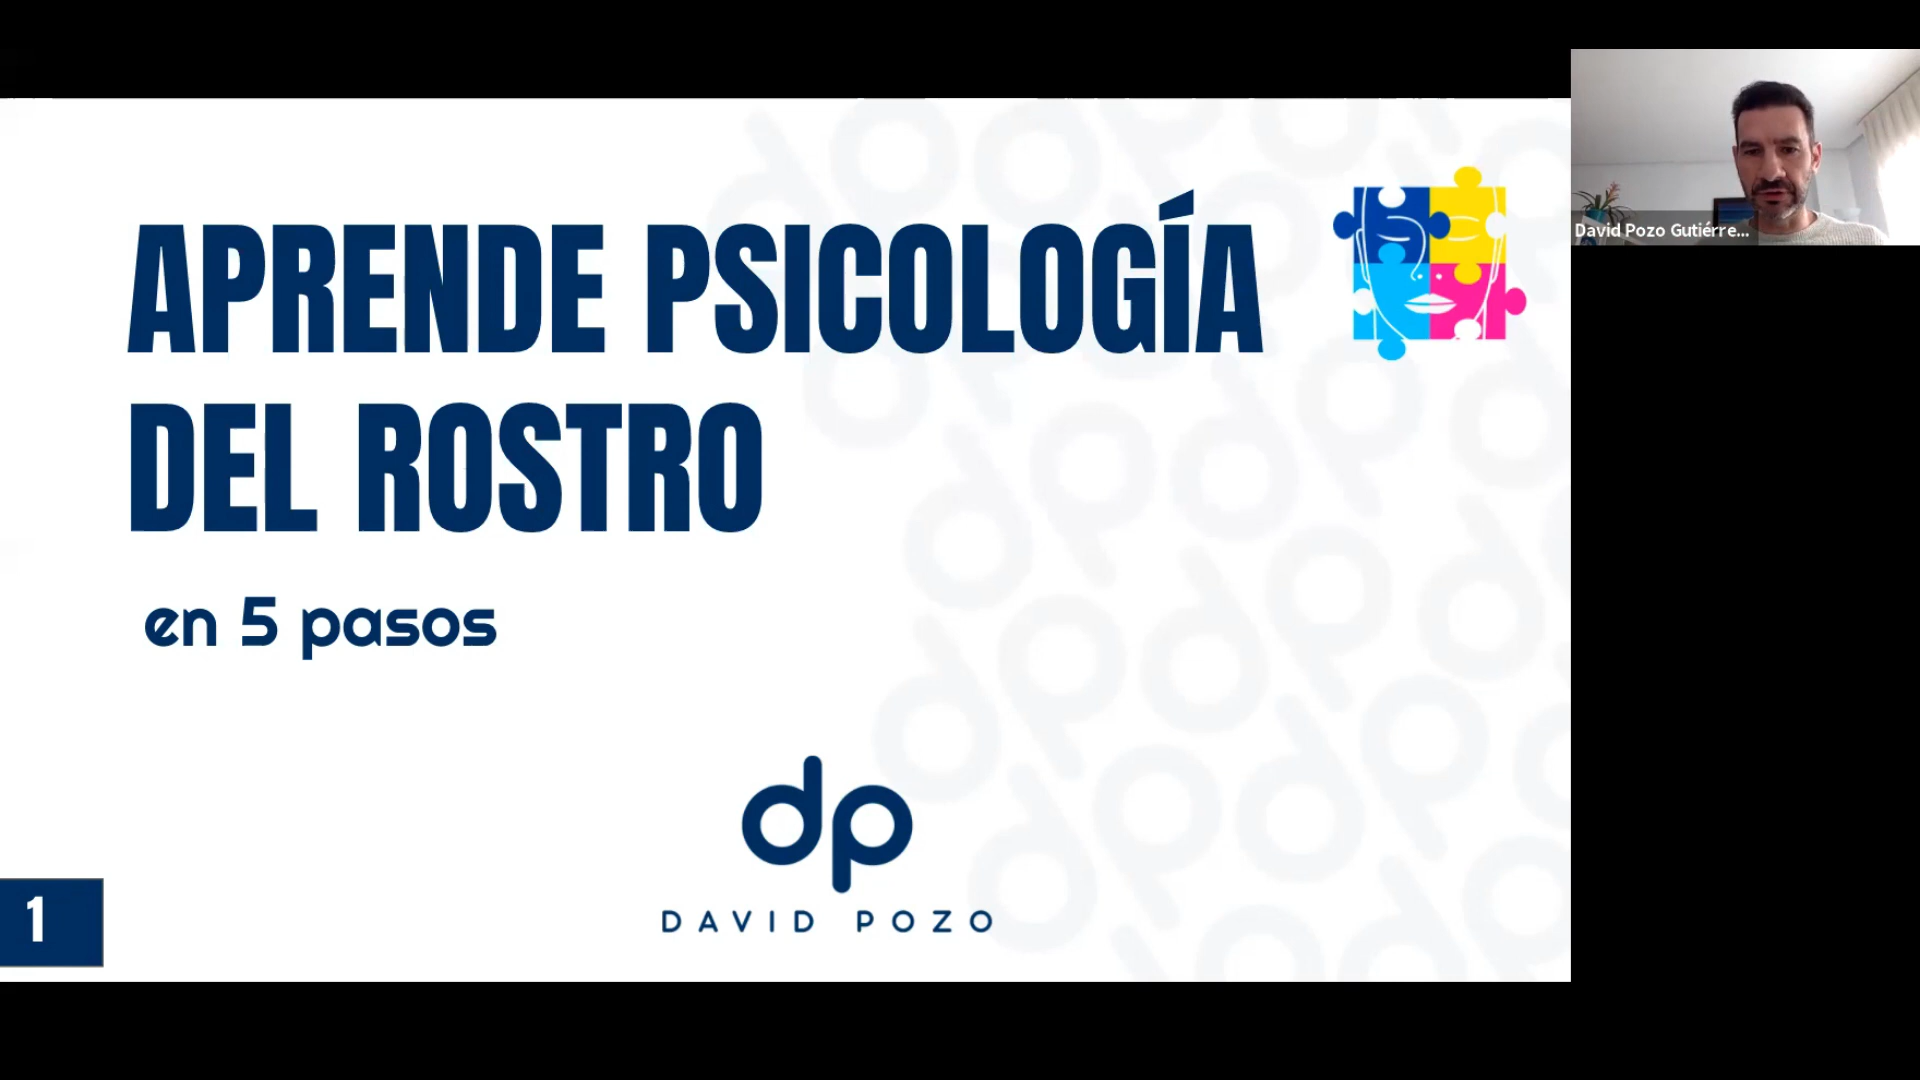 APRENDE PSICOLOGÍA
DEL ROSTRO
en 5 pasos
dp
DAVID POZO
1
David Pozo Gutiérre...